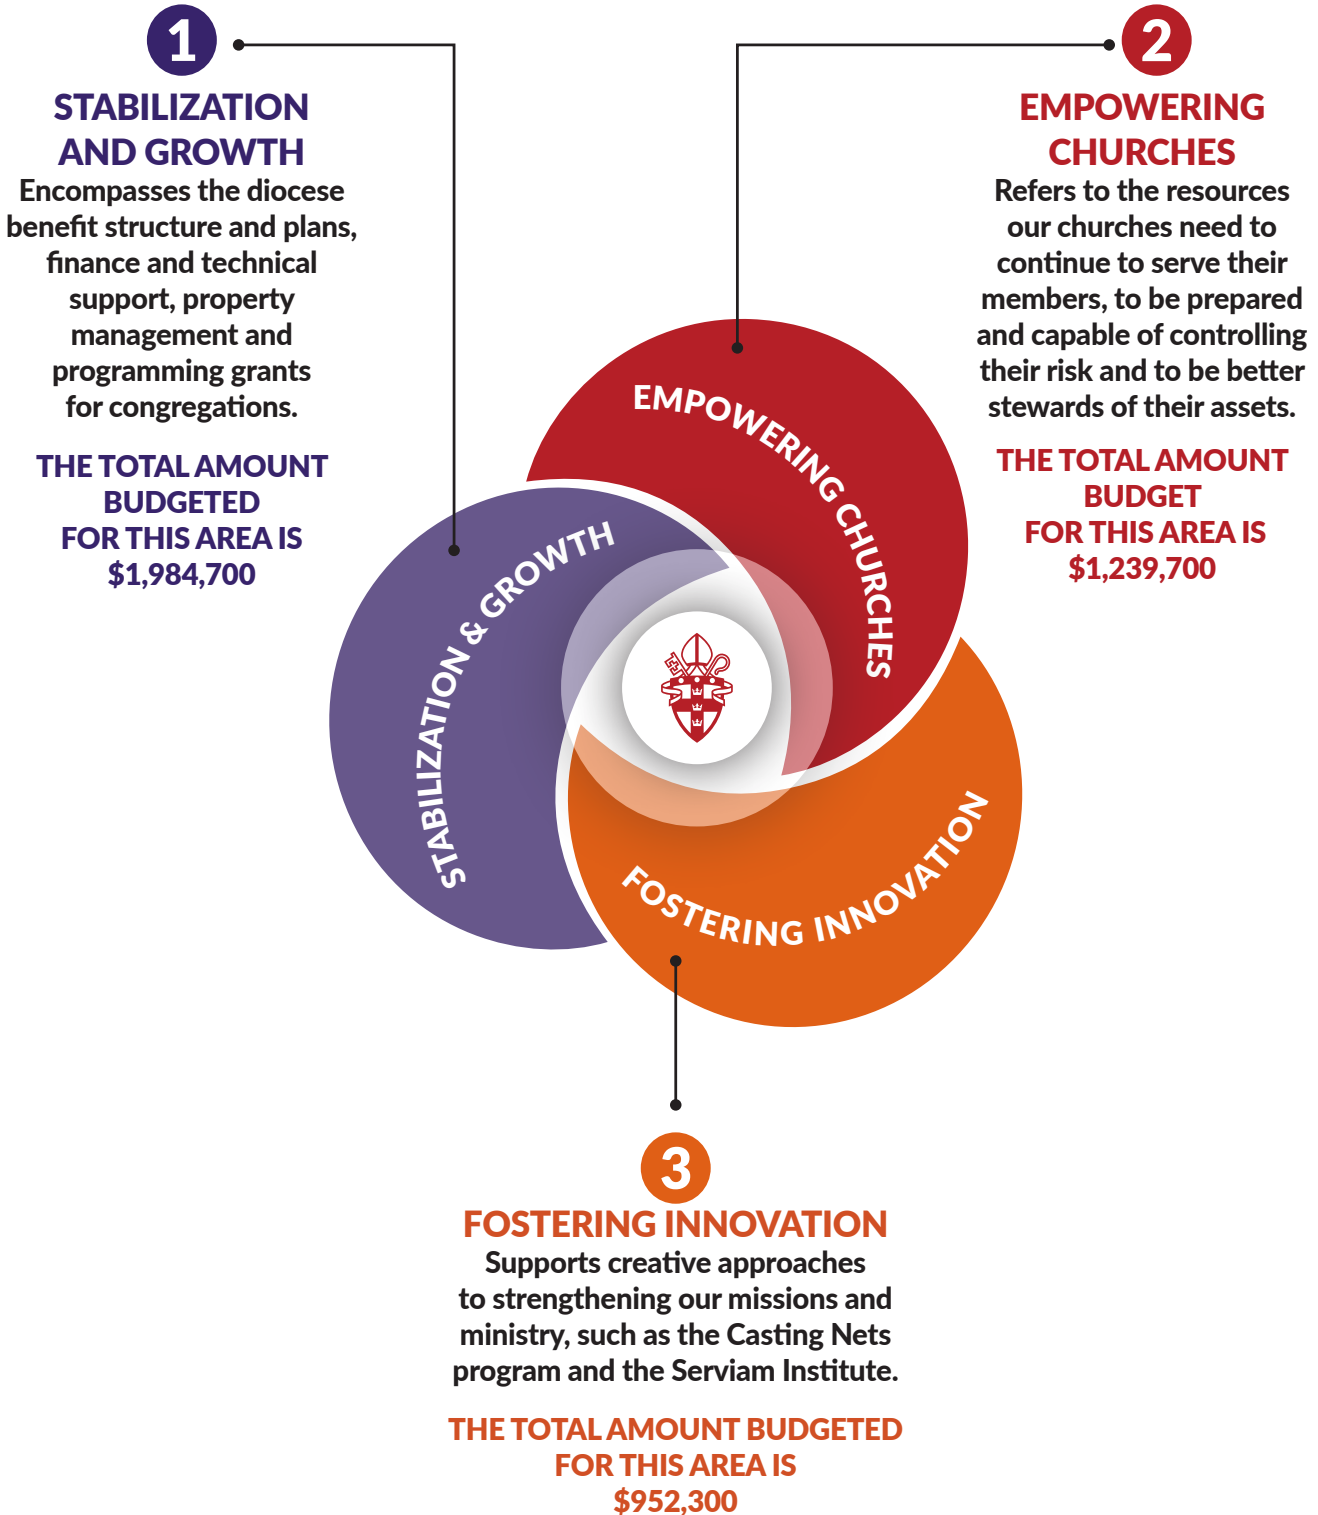 1
STABILIZATION
AND GROWTH
Encompasses the diocese
benefit structure and plans,
finance and technical
support, property
management and
programming grants
for congregations.
THE TOTAL AMOUNT
BUDGETED
FOR THIS AREA IS
$1,984,700
2
EMPOWERING
CHURCHES
Refers to the resources
our churches need to
continue to serve their
members, to be prepared
and capable of controlling
their risk and to be better
stewards of their assets.
THE TOTAL AMOUNT
BUDGET
FOR THIS AREA IS
$1,239,700
EMPOWERING CHURCHES
STABILIZATION & GROWTH
FOSTERING INNOVATION
3
FOSTERING INNOVATION
Supports creative approaches
to strengthening our missions and
ministry, such as the Casting Nets
program and the Serviam Institute.
THE TOTAL AMOUNT BUDGETED
FOR THIS AREA IS
$952,300